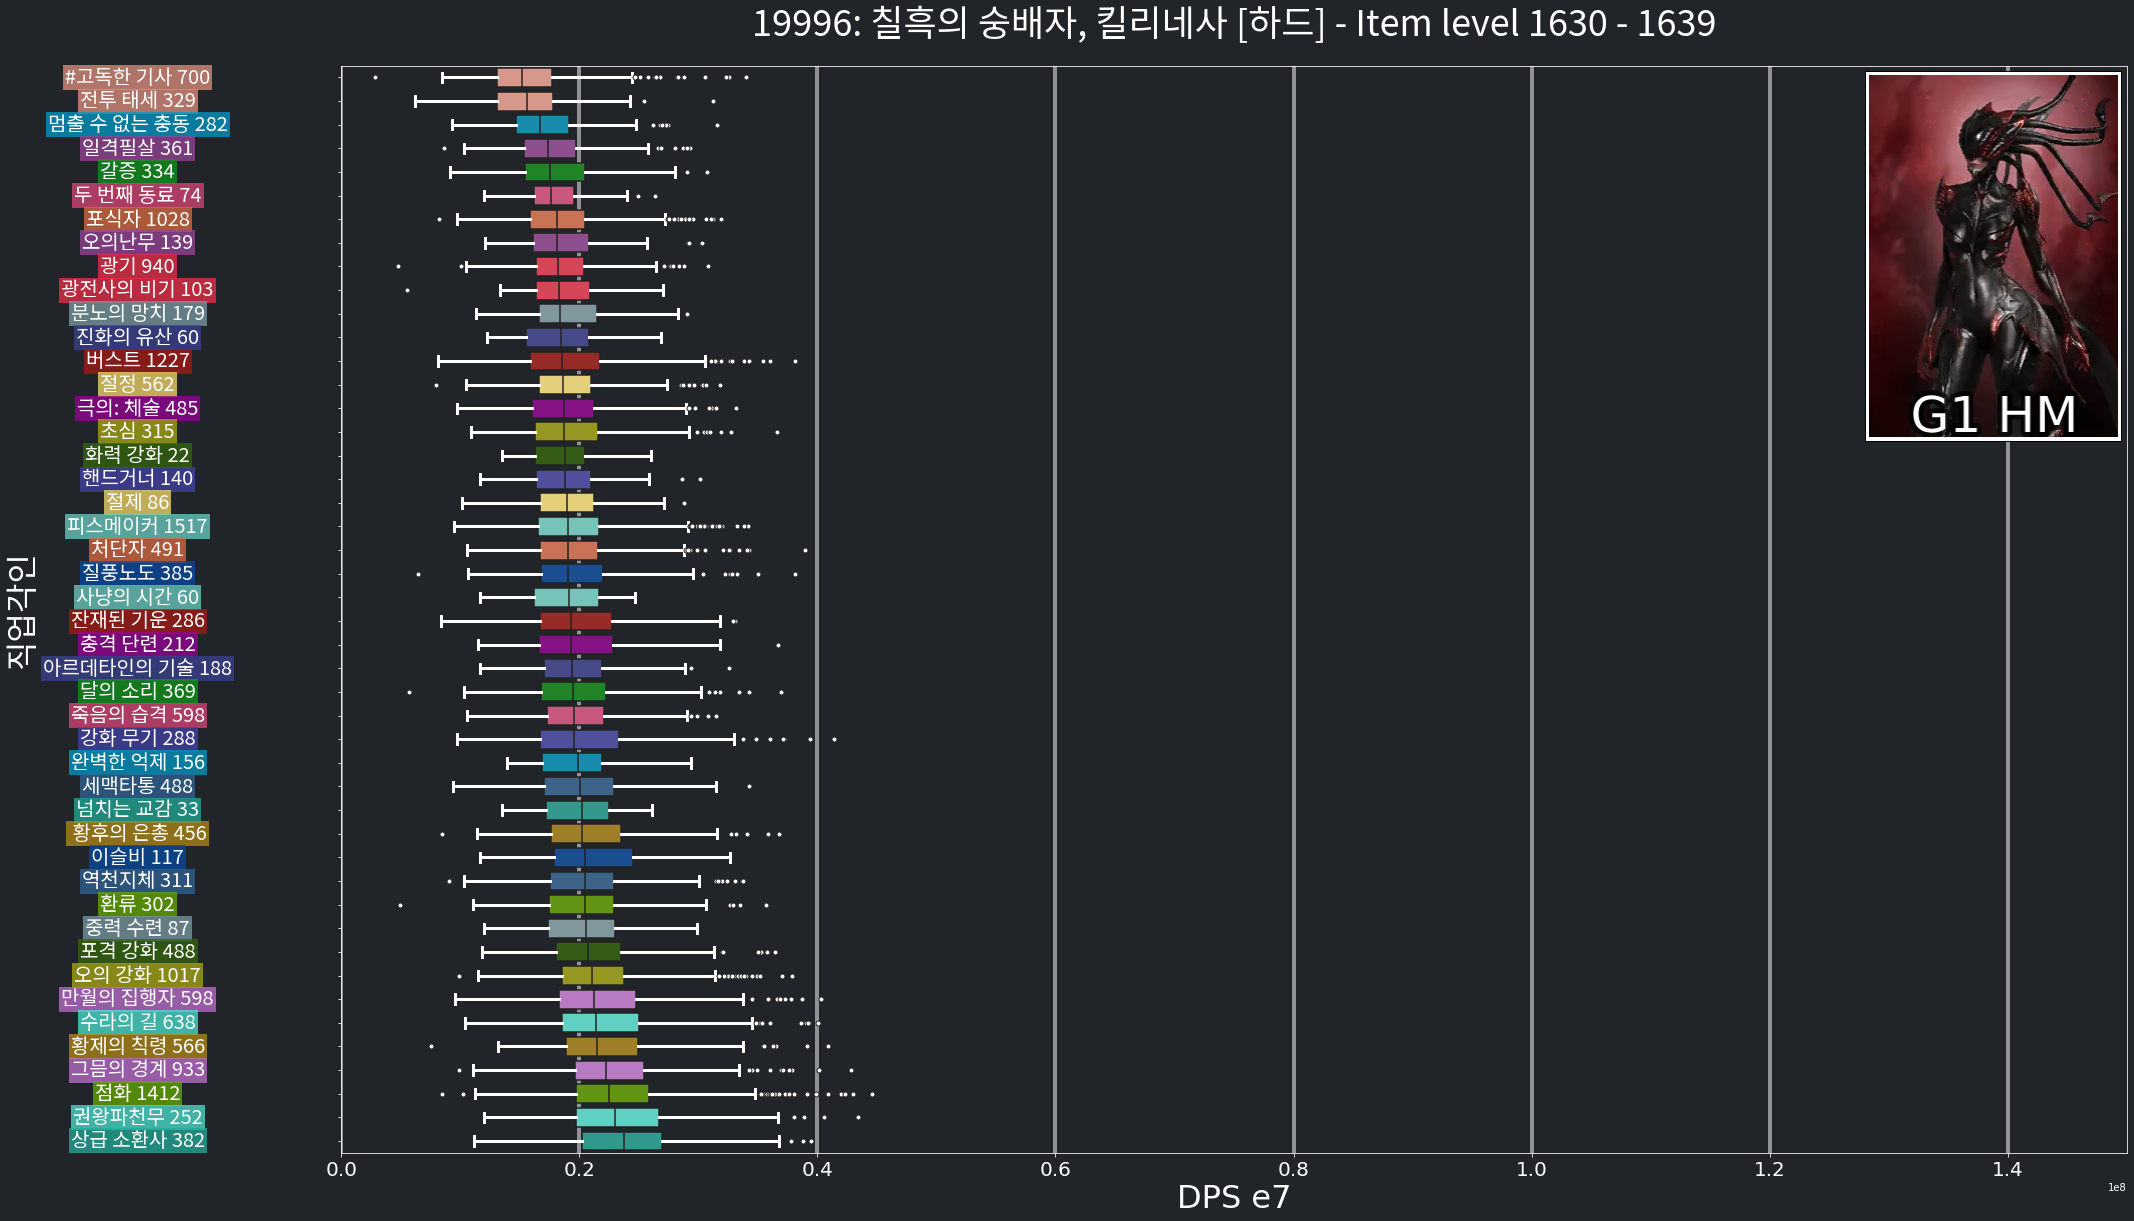 19996: 칠흑의 숭배자, 킬리네사 [하드] - Item level 1630 - 1639
#고독한 기사 700
전투 태세 329
멈출 수 없는 충동 282
일격필살 361
갈증 334
두 번째 동료 74
포식자 1028
오의난무 139
광기 940
광전사의 비기 103
분노의 망치 179
진화의 유산 60
버스트 1227
절정 562
극의: 체술 485
초심 315
화력 강화 22
핸드거너 140
절제 86
피스메이커 1517
처단자 491
질풍노도 385
사냥의 시간 60
잔재된 기운 286
충격 단련 212
아르데타인의 기술 188
달의 소리 369
죽음의 습격 598
강화 무기 288
완벽한 억제 156
세맥타통 488
넘치는 교감 33
황후의 은총 456
이슬비 117
역천지체 311
환류 302
중력 수련 87
포격 강화 488
오의 강화 1017
만월의 집행자 598
수라의 길 638
황제의 칙령 566
그믐의 경계 933
점화 1412
권왕파천무 252
상급 소환사 382
직업각인
G1 HM
0.0 0.2 0.4 0.6 0.8 1.0 1.2 1.4
1e8
DPS e7